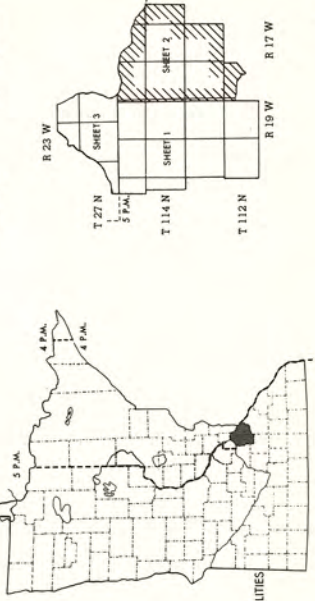 5 P.M.
4 P.M.
4 P.M.
LITIES
R 23 W
SHEET 3
T 27 N
5 P.M.
SHEET 2
SHEET 1
T 114 N
T 112 N
R 19 W
R 17 W